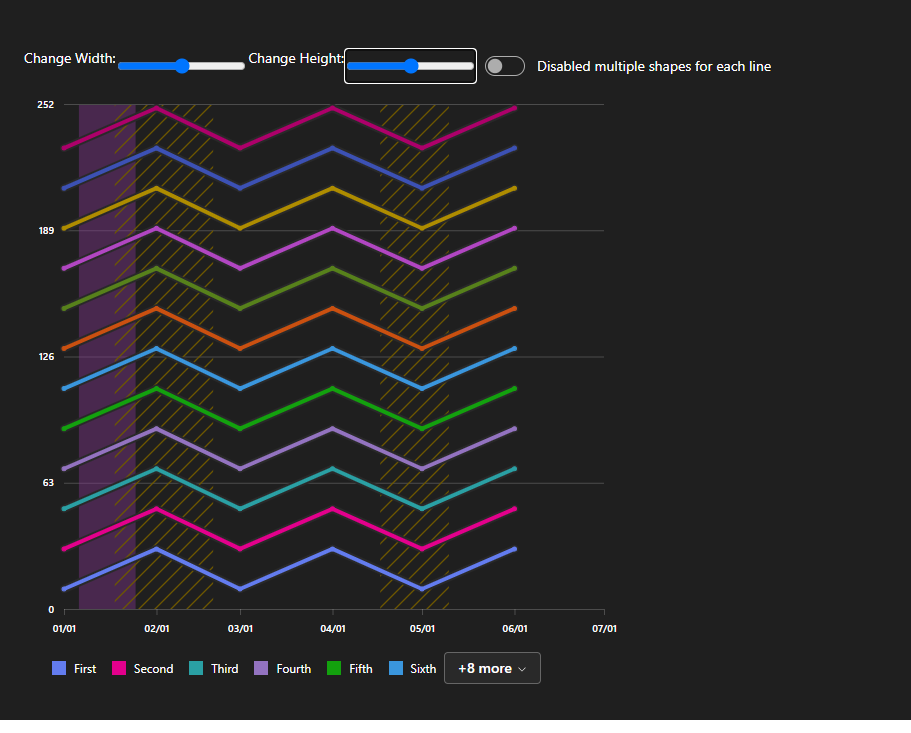 Change Width: Change Height: Disabled multiple shapes for each line
252
189
126
63
0
01/01 02/01 03/01 04/01 05/01 06/01 07/01
First Second Third Fourth Fifth Sixth +8 more